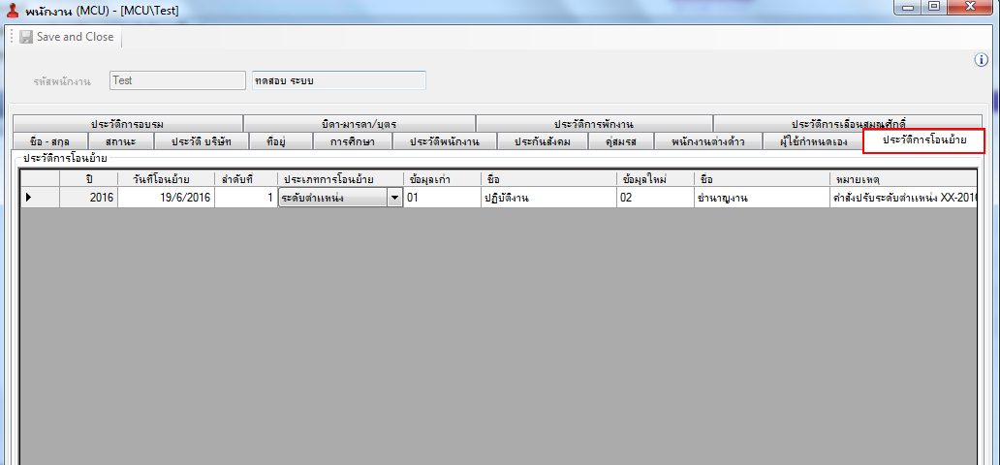 พนักงาน (MCU) - [MCU\Test]
Save and Close
รหัสพนักงาน Test ทดสอบ ระบบ
ประวัติการอบรม บิดา-มารดา/บุตร ประวัติการพักงาน ประวัติการเลื่อนสมณศักดิ์
ชื่อ - สกุล สถานะ ประวัติ บริษัท ที่อยู่ การศึกษา ประวัติพนักงาน ประกันสังคม คู่สมรส พนักงานต่างด้าว ผู้ใช้กำหนดเอง ประวัติการโอนย้าย
ประวัติการโอนย้าย
ปี วันที่โอนย้าย ลำดับที่ ประเภทการโอนย้าย ข้อมูลเก่า ชื่อ ข้อมูลใหม่ ชื่อ หมายเหตุ
2016 19/6/2016 1 ระดับตำแหน่ง 01 ปฏิบัติงาน 02 ชำนาญงาน คำสั่งปรับระดับตำแหน่ง XX-2016